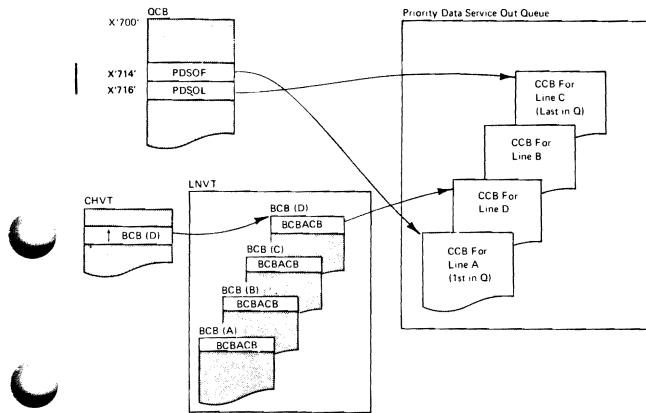 QCB
X'700'
X'714' PDSOF
X'716' PDSOL
Priority Data Service Out Queue
CCB For
Line C
(Last in Q)
CCB For
Line B
CCB For
Line D
CCB For
Line A
(1st in Q)
CHVT
↑ BCB (D)
LNVT
BCB (D)
BCBACB
BCB (C)
BCBACB
BCB (B)
BCBACB
BCB (A)
BCBACB